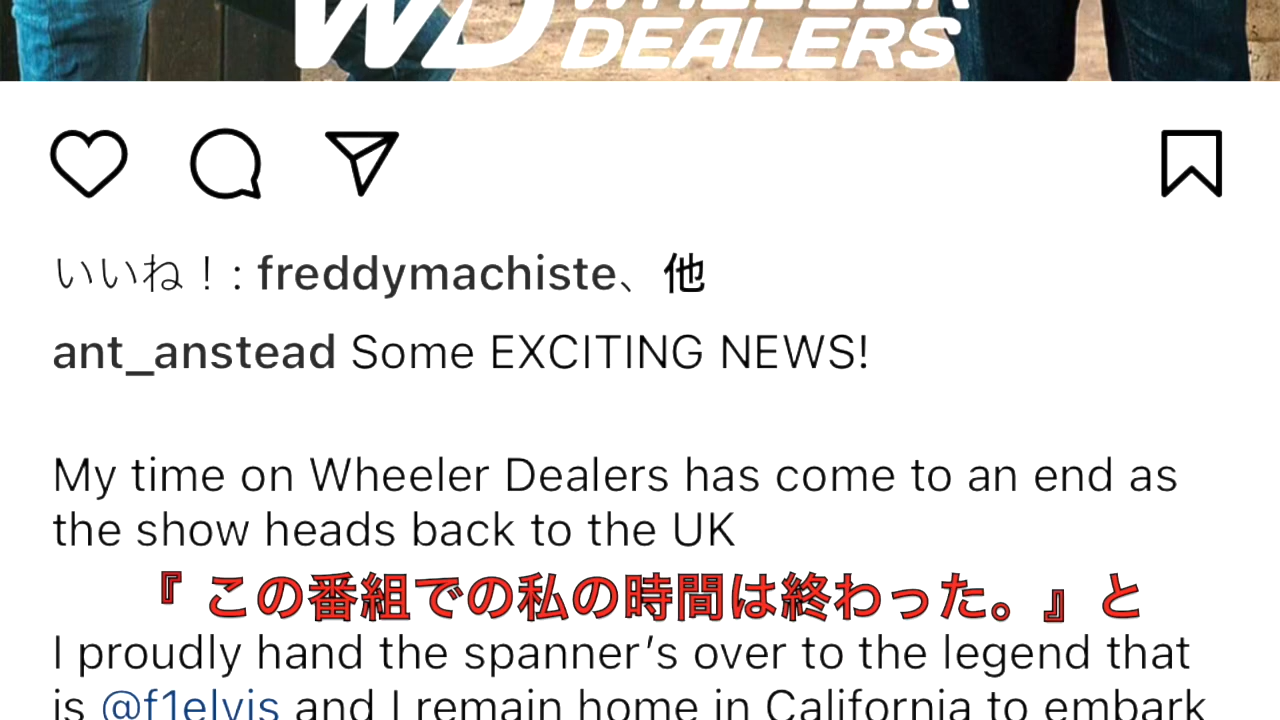 WD WHEELER
DEALERS
いいね！: freddymachiste、他
ant_anstead Some EXCITING NEWS!
My time on Wheeler Dealers has come to an end as
the show heads back to the UK
『 この番組での私の時間は終わった。』 と
I proudly hand the spanner’s over to the legend that
is @f1elvis and I remain home in California to embark